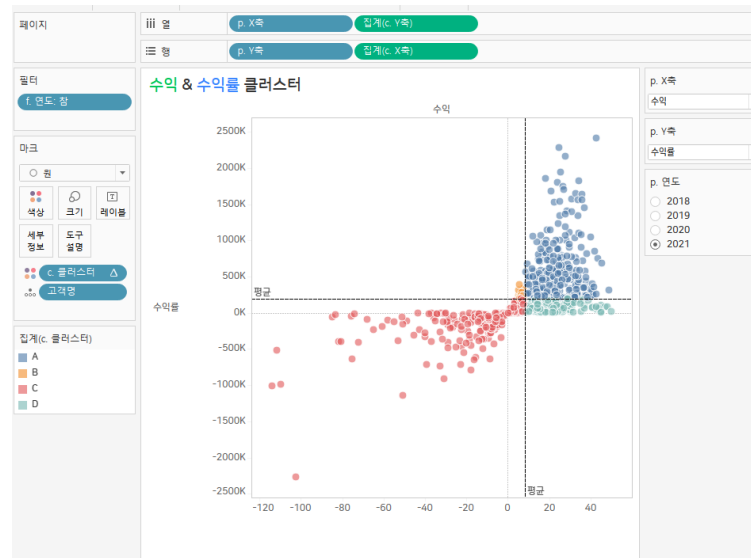 페이지
iii 열
p. X축
집계(c. Y축)
행
p. Y축
집계(c. X축)
필터
f. 연도: 참
마크
원
색상
크기
레이블
세부
정보
도구
설명
c. 클러스터 Δ
고객명
집계(c. 클러스터)
A
B
C
D
수익 & 수익률 클러스터
수익
수익률
2500K
2000K
1500K
1000K
500K
0K
-500K
-1000K
-1500K
-2000K
-2500K
평균
평균
-120 -100 -80 -60 -40 -20 0 20 40
p. X축
수익
p. Y축
수익률
p. 연도
2018
2019
2020
2021